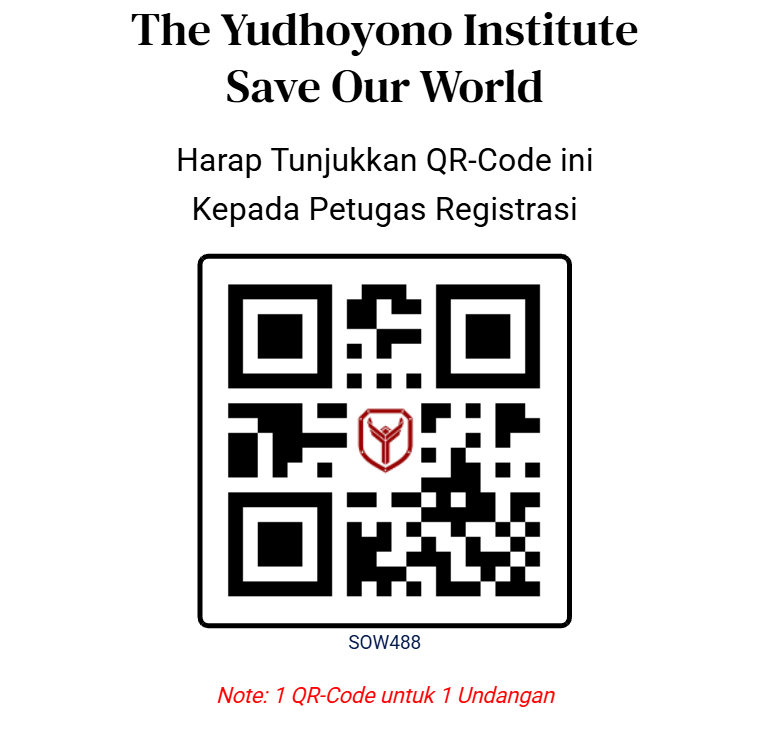 The Yudhoyono Institute
Save Our World
Harap Tunjukkan QR-Code ini
Kepada Petugas Registrasi
SOW488
Note: 1 QR-Code untuk 1 Undangan